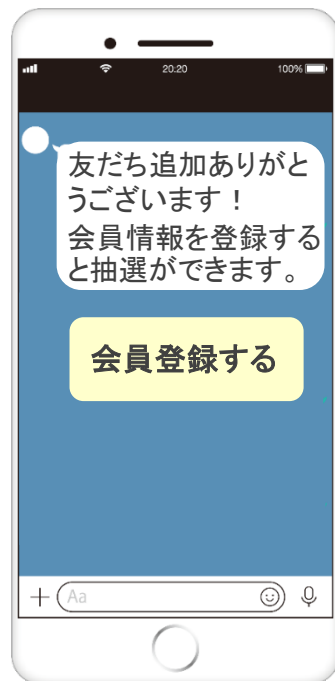 20:20
100%
友だち追加ありがと
うございます！
会員情報を登録する
と抽選ができます。
会員登録する
Aa